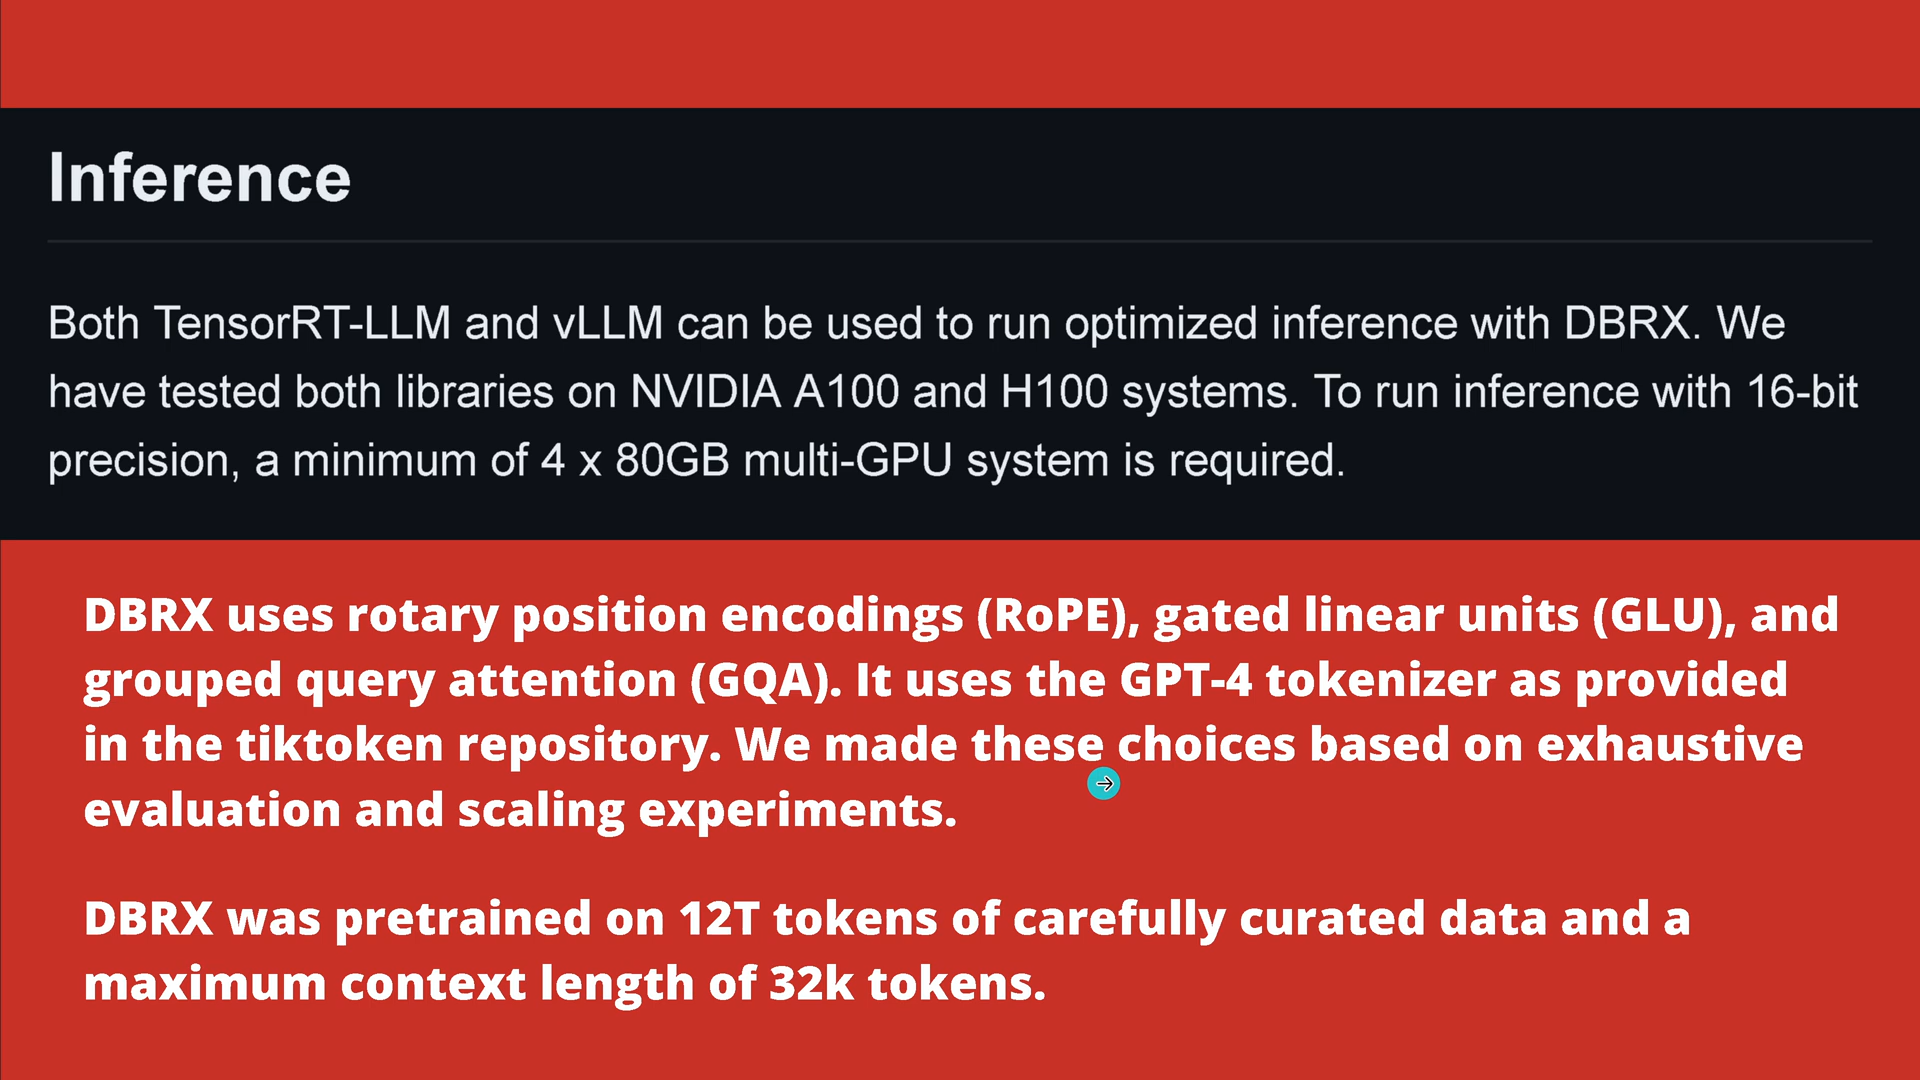 Inference
Both TensorRT-LLM and vLLM can be used to run optimized inference with DBRX. We
have tested both libraries on NVIDIA A100 and H100 systems. To run inference with 16-bit
precision, a minimum of 4 x 80GB multi-GPU system is required.
DBRX uses rotary position encodings (RoPE), gated linear units (GLU), and
grouped query attention (GQA). It uses the GPT-4 tokenizer as provided
in the tiktoken repository. We made these choices based on exhaustive
evaluation and scaling experiments.
DBRX was pretrained on 12T tokens of carefully curated data and a
maximum context length of 32k tokens.